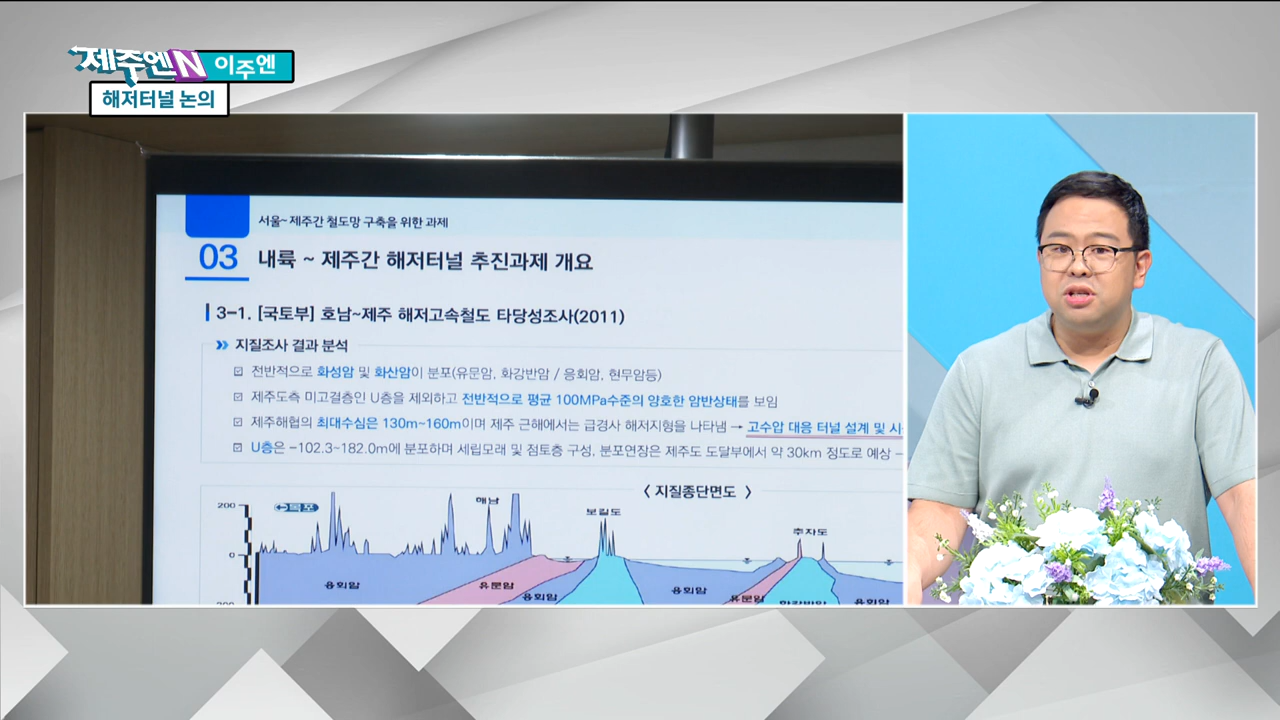 제주엔N 이주엔
해저터널 논의
서울~제주간 철도망 구축을 위한 과제
03 내륙 ~ 제주간 해저터널 추진과제 개요
3-1. [국토부] 호남~제주 해저고속철도 타당성조사(2011)
지질조사 결과 분석
전반적으로 화성암 및 화산암이 분포(유문암, 화강반암 / 응회암, 현무암등)
제주도측 미고결층인 U층을 제외하고 전반적으로 평균 100MPa수준의 양호한 암반상태를 보임
제주해협의 최대수심은 130m~160m이며 제주 근해에서는 급경사 해저지형을 나타냄 → 고수압 대응 터널 설계 및 시
U층은 -102.3~182.0m에 분포하며 세립모래 및 점토층 구성, 분포연장은 제주도 도달부에서 약 30km 정도로 예상 -
< 지질종단면도 >
200
목포
해남
보길도
추자도
0
응회암
유문암
응회암
응회암
유문암
화강반암
응회암